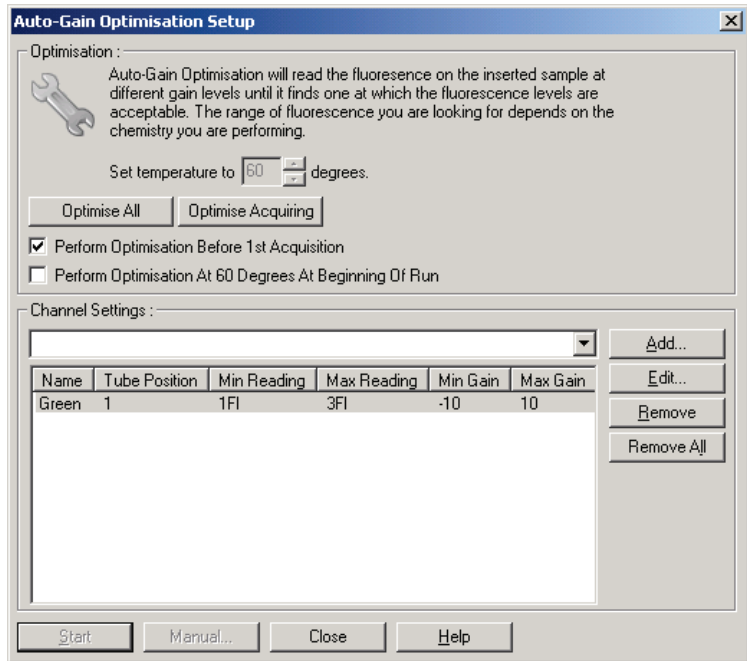 Auto-Gain Optimisation Setup
Optimisation :
Auto-Gain Optimisation will read the fluoresence on the inserted sample at
different gain levels until it finds one at which the fluorescence levels are
acceptable. The range of fluorescence you are looking for depends on the
chemistry you are performing.
Set temperature to 60 degrees.
Optimise All Optimise Acquiring
Perform Optimisation Before 1st Acquisition
Perform Optimisation At 60 Degrees At Beginning Of Run
Channel Settings :
Add...
Name Tube Position Min Reading Max Reading Min Gain Max Gain
Green 1 1Fl 3Fl -10 10
Edit...
Remove
Remove All
Start Manual... Close Help